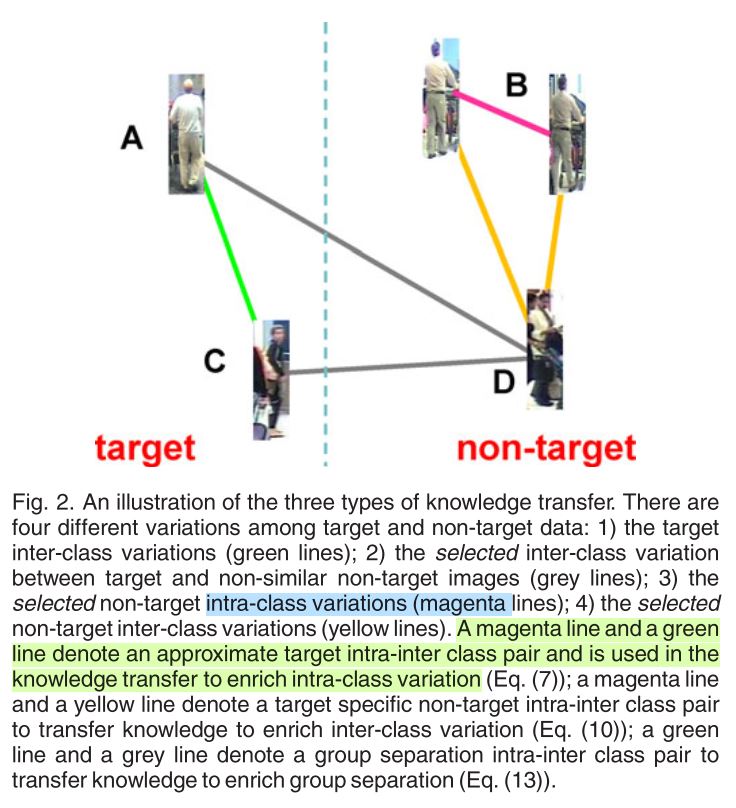 B
A
C
D
target
non-target
Fig. 2. An illustration of the three types of knowledge transfer. There are
four different variations among target and non-target data: 1) the target
inter-class variations (green lines); 2) the selected inter-class variation
between target and non-similar non-target images (grey lines); 3) the
selected non-target intra-class variations (magenta lines); 4) the selected
non-target inter-class variations (yellow lines). A magenta line and a green
line denote an approximate target intra-inter class pair and is used in the
knowledge transfer to enrich intra-class variation (Eq. (7)); a magenta line
and a yellow line denote a target specific non-target intra-inter class pair
to transfer knowledge to enrich inter-class variation (Eq. (10)); a green
line and a grey line denote a group separation intra-inter class pair to
transfer knowledge to enrich group separation (Eq. (13)).